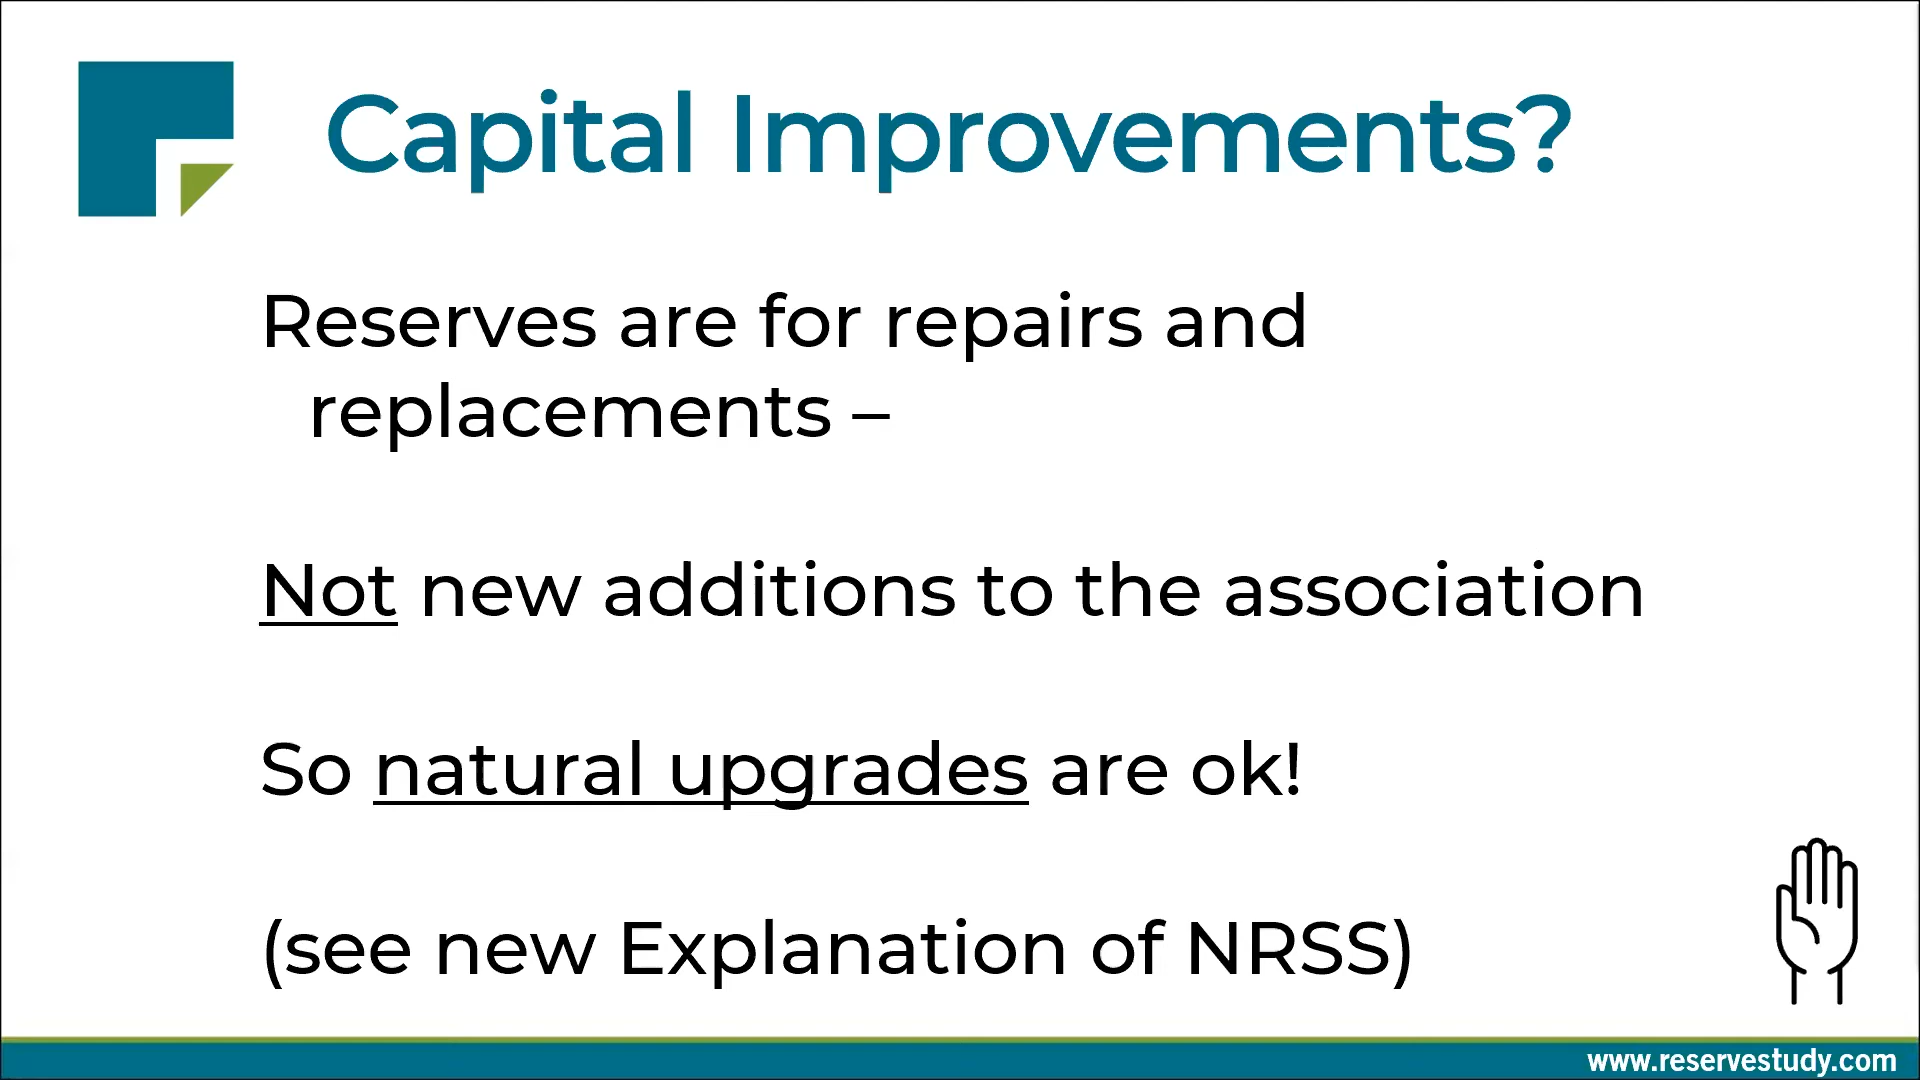 Capital Improvements?
Reserves are for repairs and
replacements –
Not new additions to the association
So natural upgrades are ok!
(see new Explanation of NRSS)
www.reservestudy.com